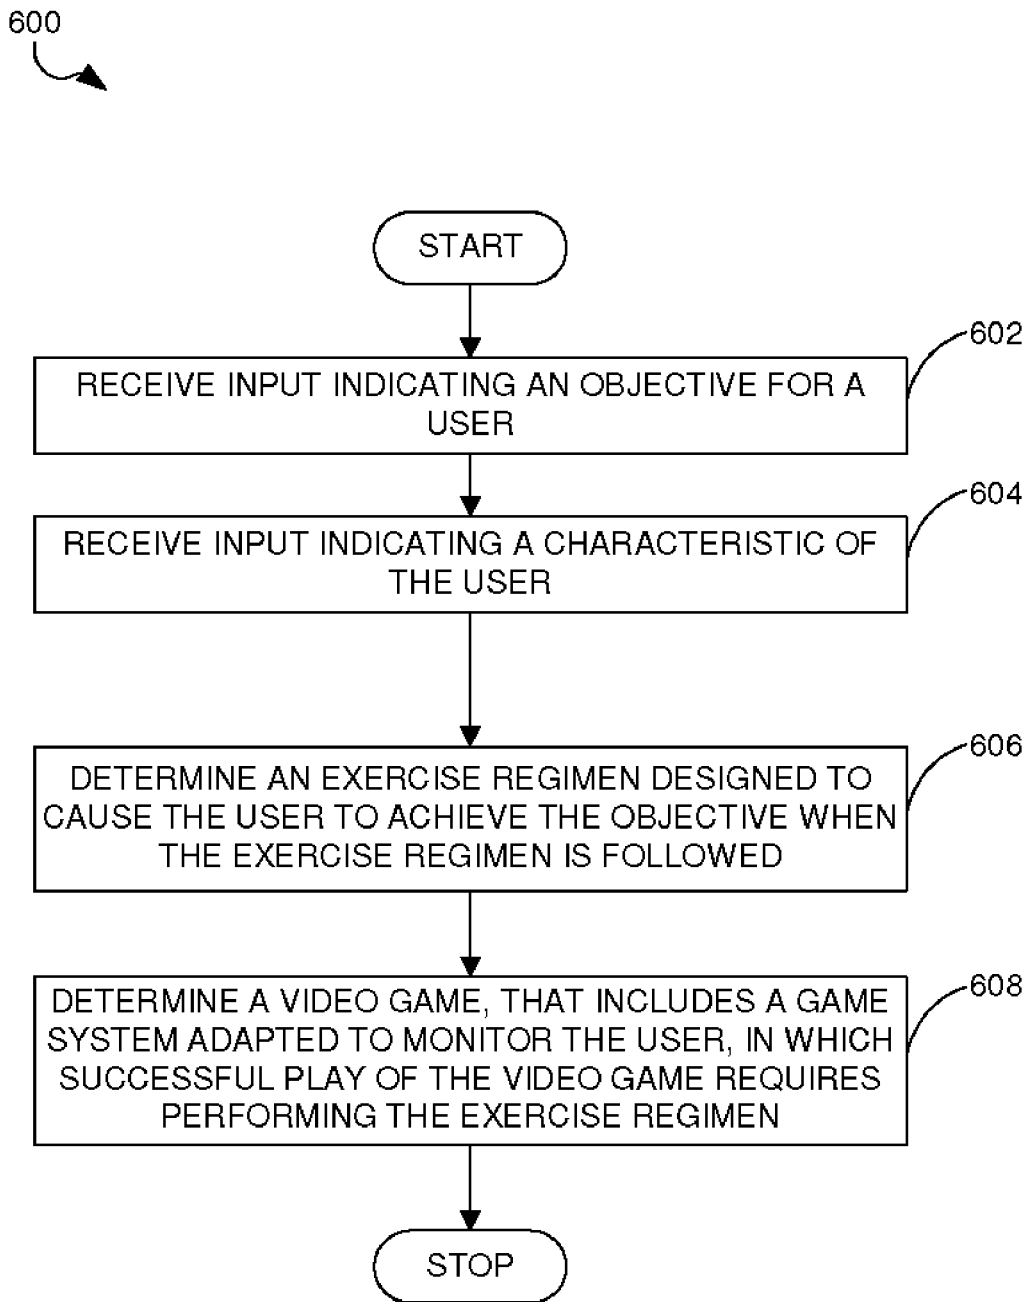 600
START
602
RECEIVE INPUT INDICATING AN OBJECTIVE FOR A
USER
604
RECEIVE INPUT INDICATING A CHARACTERISTIC OF
THE USER
606
DETERMINE AN EXERCISE REGIMEN DESIGNED TO
CAUSE THE USER TO ACHIEVE THE OBJECTIVE WHEN
THE EXERCISE REGIMEN IS FOLLOWED
608
DETERMINE A VIDEO GAME, THAT INCLUDES A GAME
SYSTEM ADAPTED TO MONITOR THE USER, IN WHICH
SUCCESSFUL PLAY OF THE VIDEO GAME REQUIRES
PERFORMING THE EXERCISE REGIMEN
STOP